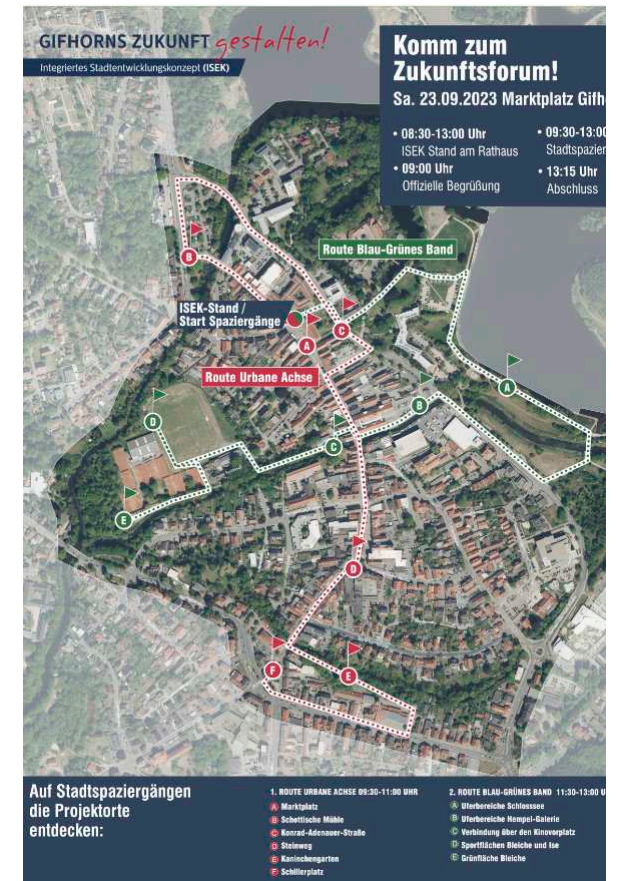 GIFHORNS ZUKUNFT gestalten!
Integriertes Stadtentwicklungskonzept (ISEK)
Komm zum
Zukunftsforum!
Sa. 23.09.2023 Marktplatz Gifh
• 08:30-13:00 Uhr
ISEK Stand am Rathaus
• 09:00 Uhr
Offizielle Begrüßung
• 09:30-13:00
Stadtspazier
• 13:15 Uhr
Abschluss
B
Route Blau-Grünes Band
ISEK-Stand /
Start Spaziergänge
C
A
Route Urbane Achse
A
B
D
C
E
D
F
E
Auf Stadtspaziergängen
die Projektorte
entdecken:
1. ROUTE URBANE ACHSE 09:30-11:00 UHR
A Marktplatz
B Schottische Mühle
C Konrad-Adenauer-Straße
D Steinweg
E Kaninchengarten
F Schillerplatz
2. ROUTE BLAU-GRÜNES BAND 11:30-13:00 U
A Uferbereiche Schlosssee
B Uferbereiche Hempel-Galerie
C Verbindung über den Kinovorplatz
D Sportflächen Bleiche und Ise
E Grünfläche Bleiche